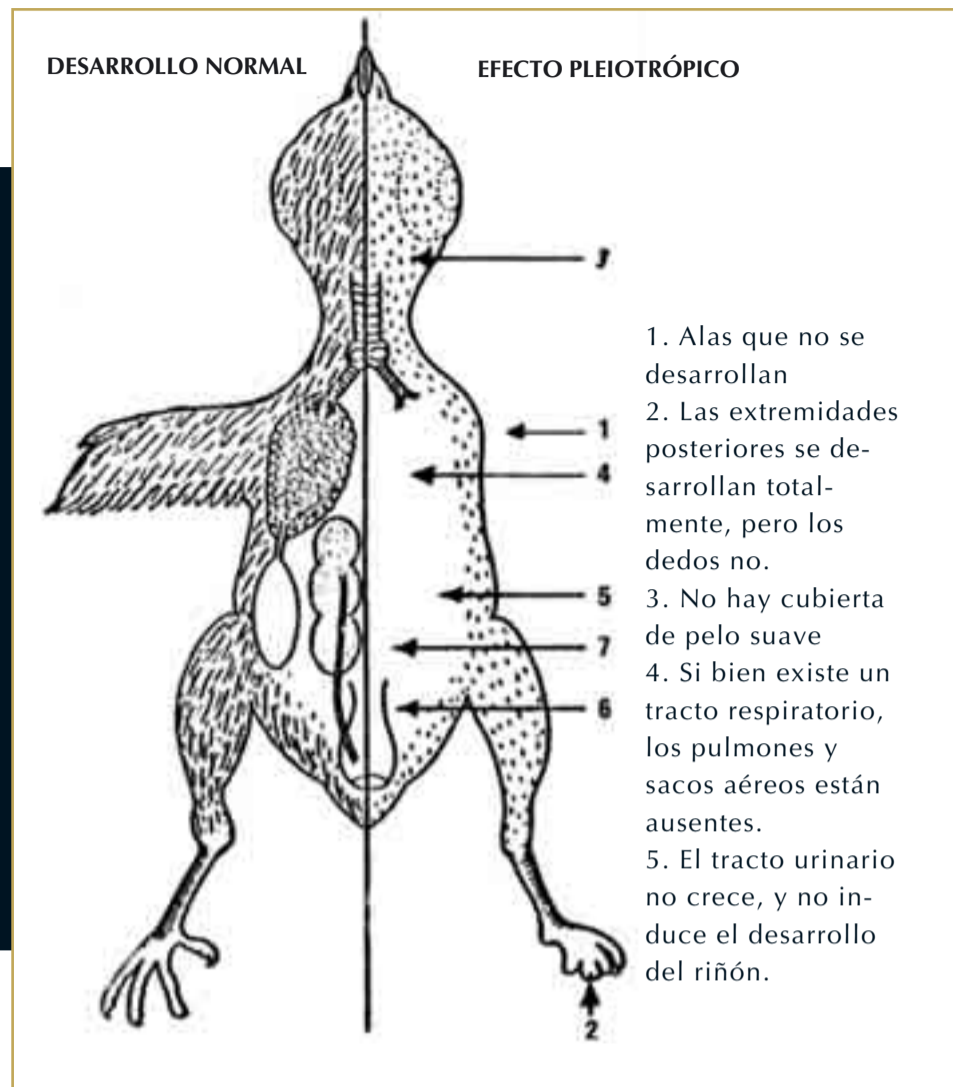 DESARROLLO NORMAL
EFECTO PLEIOTRÓPICO
3
1
4
5
7
6
2
1. Alas que no se
desarrollan
2. Las extremidades
posteriores se de-
sarrollan total-
mente, pero los
dedos no.
3. No hay cubierta
de pelo suave
4. Si bien existe un
tracto respiratorio,
los pulmones y
sacos aéreos están
ausentes.
5. El tracto urinario
no crece, y no in-
duce el desarrollo
del riñón.